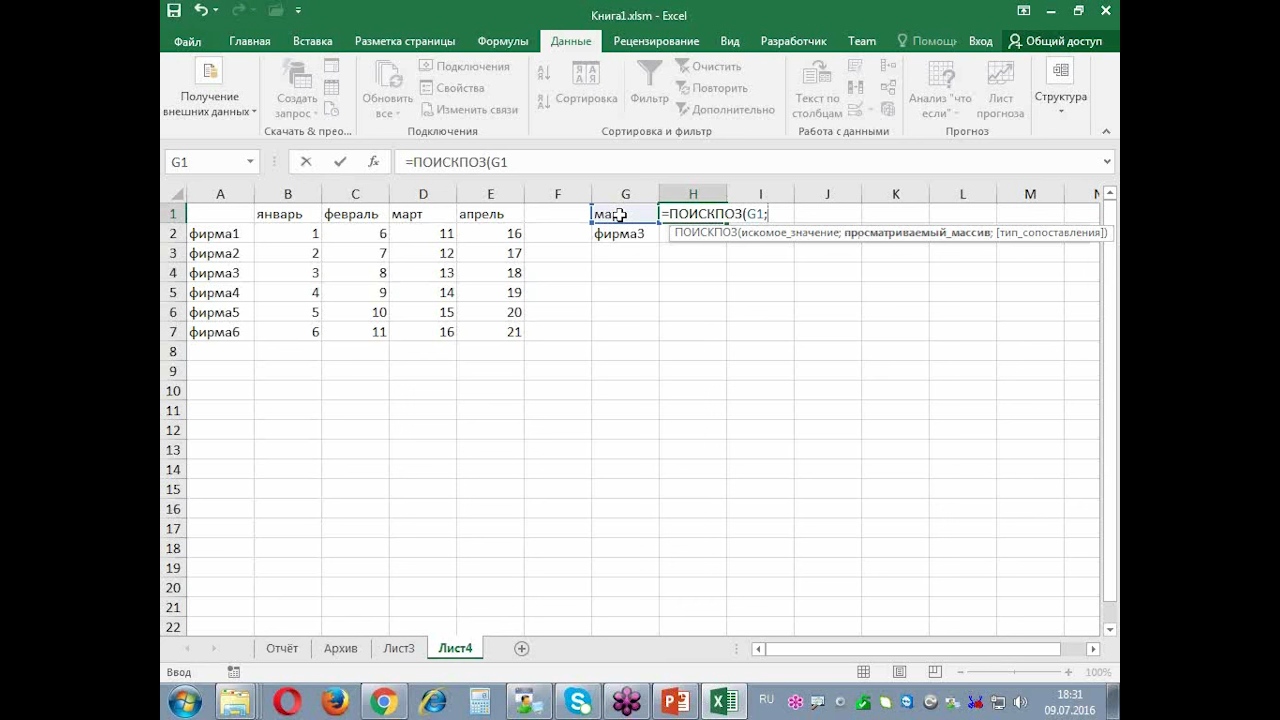 Книга1.xlsm - Excel
Файл Главная Вставка Разметка страницы Формулы Данные Рецензирование Вид Разработчик Team Помощь Вход Общий доступ
Получение внешних данных
Создать запрос
Скачать & прео...
Обновить все
Подключения
Свойства
Изменить связи
Подключения
Сортировка
Фильтр
Очистить
Повторить
Дополнительно
Сортировка и фильтр
Текст по столбцам
Работа с данными
Анализ "что если"
Лист прогноза
Прогноз
Структура
G1 fx =ПОИСКПОЗ(G1
A B C D E F G H I J K L M N
1 январь февраль март апрель мар =ПОИСКПОЗ(G1;
2 фирма1 1 6 11 16 фирма3 ПОИСКПОЗ(искомое_значение; просматриваемый_массив; [тип_сопоставления])
3 фирма2 2 7 12 17
4 фирма3 3 8 13 18
5 фирма4 4 9 14 19
6 фирма5 5 10 15 20
7 фирма6 6 11 16 21
8
9
10
11
12
13
14
15
16
17
18
19
20
21
22
Отчёт Архив Лист3 Лист4
Ввод 100%
RU 18:31
09.07.2016